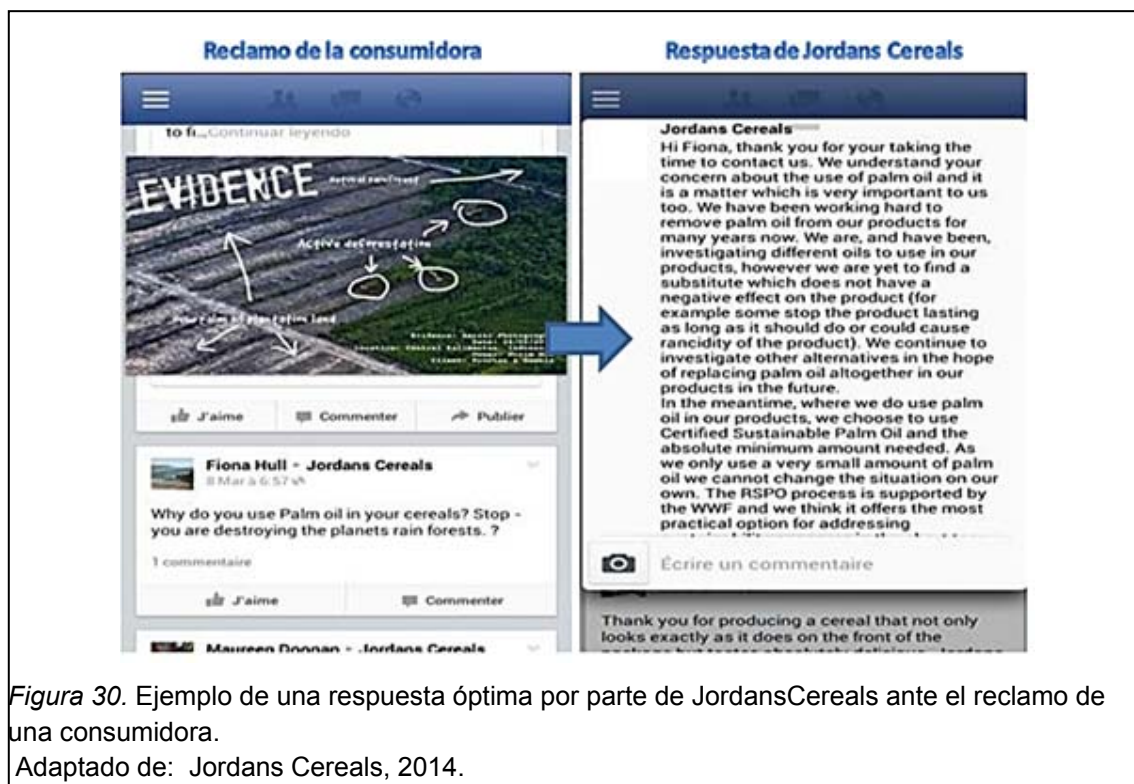 Reclamo de la consumidora
to fi...Continuar leyendo
EVIDENCE
Active deforestation
J'aime
Commenter
Publier
Fiona Hull - Jordans Cereals
8 Mar à 6:57
Why do you use Palm oil in your cereals? Stop -
you are destroying the planets rain forests. ?
1 commentaire
J'aime
Commenter
Maureen Doonan - Jordans Cereals
Respuesta de Jordans Cereals
Jordans Cereals
Hi Fiona, thank you for your taking the
time to contact us. We understand your
concern about the use of palm oil and it
is a matter which is very important to us
too. We have been working hard to
remove palm oil from our products for
many years now. We are, and have been,
investigating different oils to use in our
products, however we are yet to find a
substitute which does not have a
negative effect on the product (for
example some stop the product lasting
as long as it should do or could cause
rancidity of the product). We continue to
investigate other alternatives in the hope
of replacing palm oil altogether in our
products in the future.
In the meantime, where we do use palm
oil in our products, we choose to use
Certified Sustainable Palm Oil and the
absolute minimum amount needed. As
we only use a very small amount of palm
oil we cannot change the situation on our
own. The RSPO process is supported by
the WWF and we think it offers the most
practical option for addressing
Écrire un commentaire
Thank you for producing a cereal that not only
looks exactly as it does on the front of the
Figura 30. Ejemplo de una respuesta óptima por parte de JordansCereals ante el reclamo de
una consumidora.
Adaptado de: Jordans Cereals, 2014.